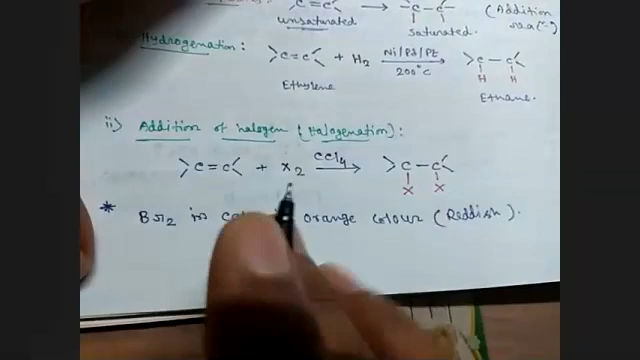 >C=C< ⟶ -C-C- (Addition
unsaturated saturated. rxn)
Hydrogenation: >C=C< + H2 Ni/Pd/Pt 200°C ⟶ >C-C<
H H
Ethylene Ethane.
ii) Addition of halogen (Halogenation):
>C=C< + X2 CCl4 ⟶ >C-C<
X X
* Br2 in orange colour (Reddish).